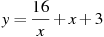 y = 16/x + x + 3